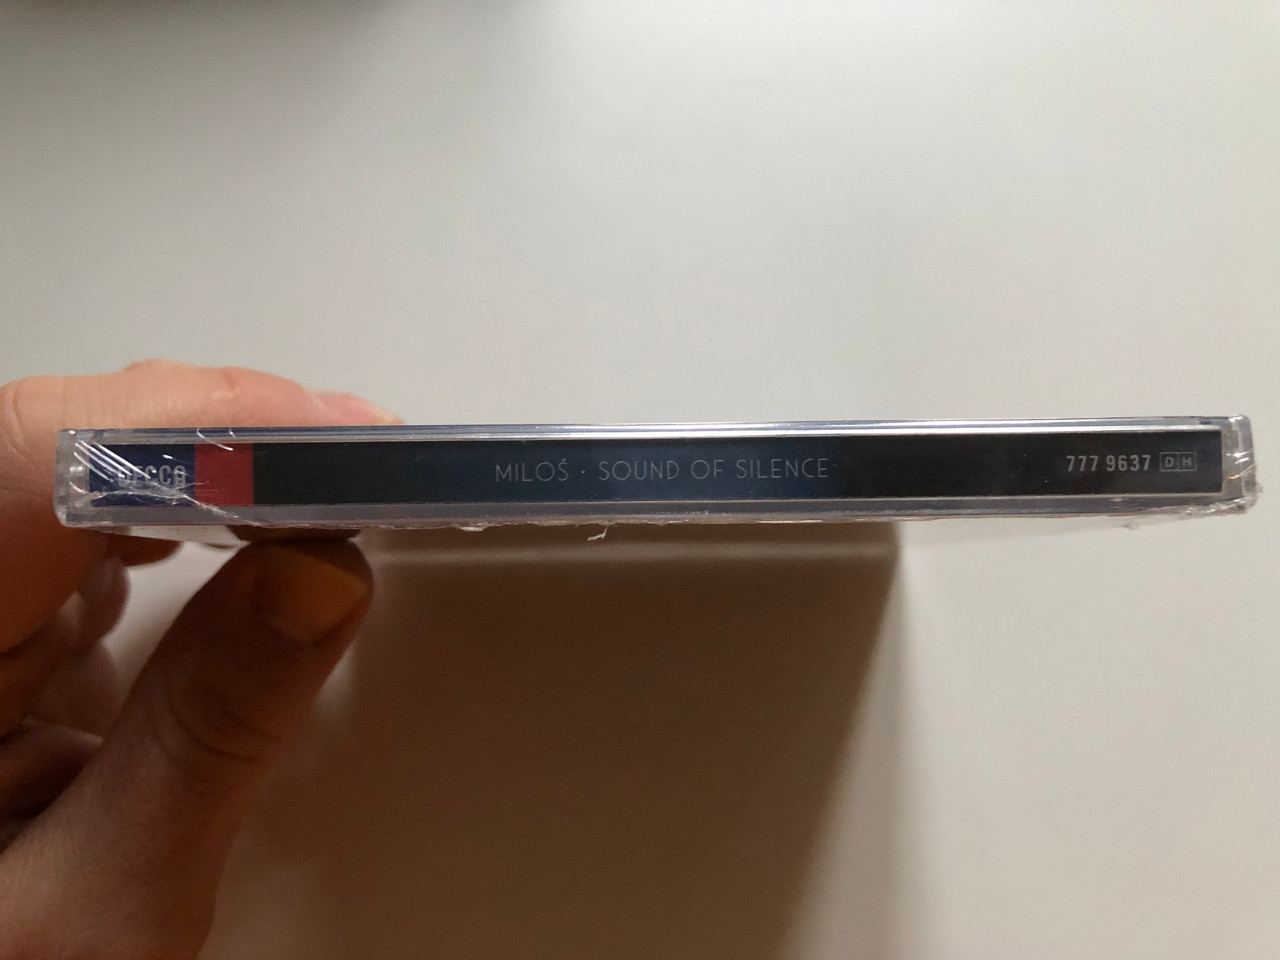 DECCA
MILOŠ · SOUND OF SILENCE
777 9637 DH